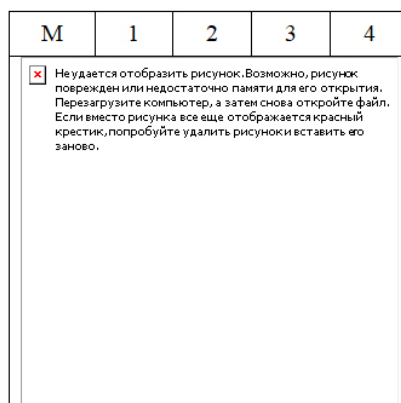 М 1 2 3 4
Не удается отобразить рисунок. Возможно, рисунок
поврежден или недостаточно памяти для его открытия.
Перезагрузите компьютер, а затем снова откройте файл.
Если вместо рисунка все еще отображается красный
крестик, попробуйте удалить рисунок и вставить его
заново.